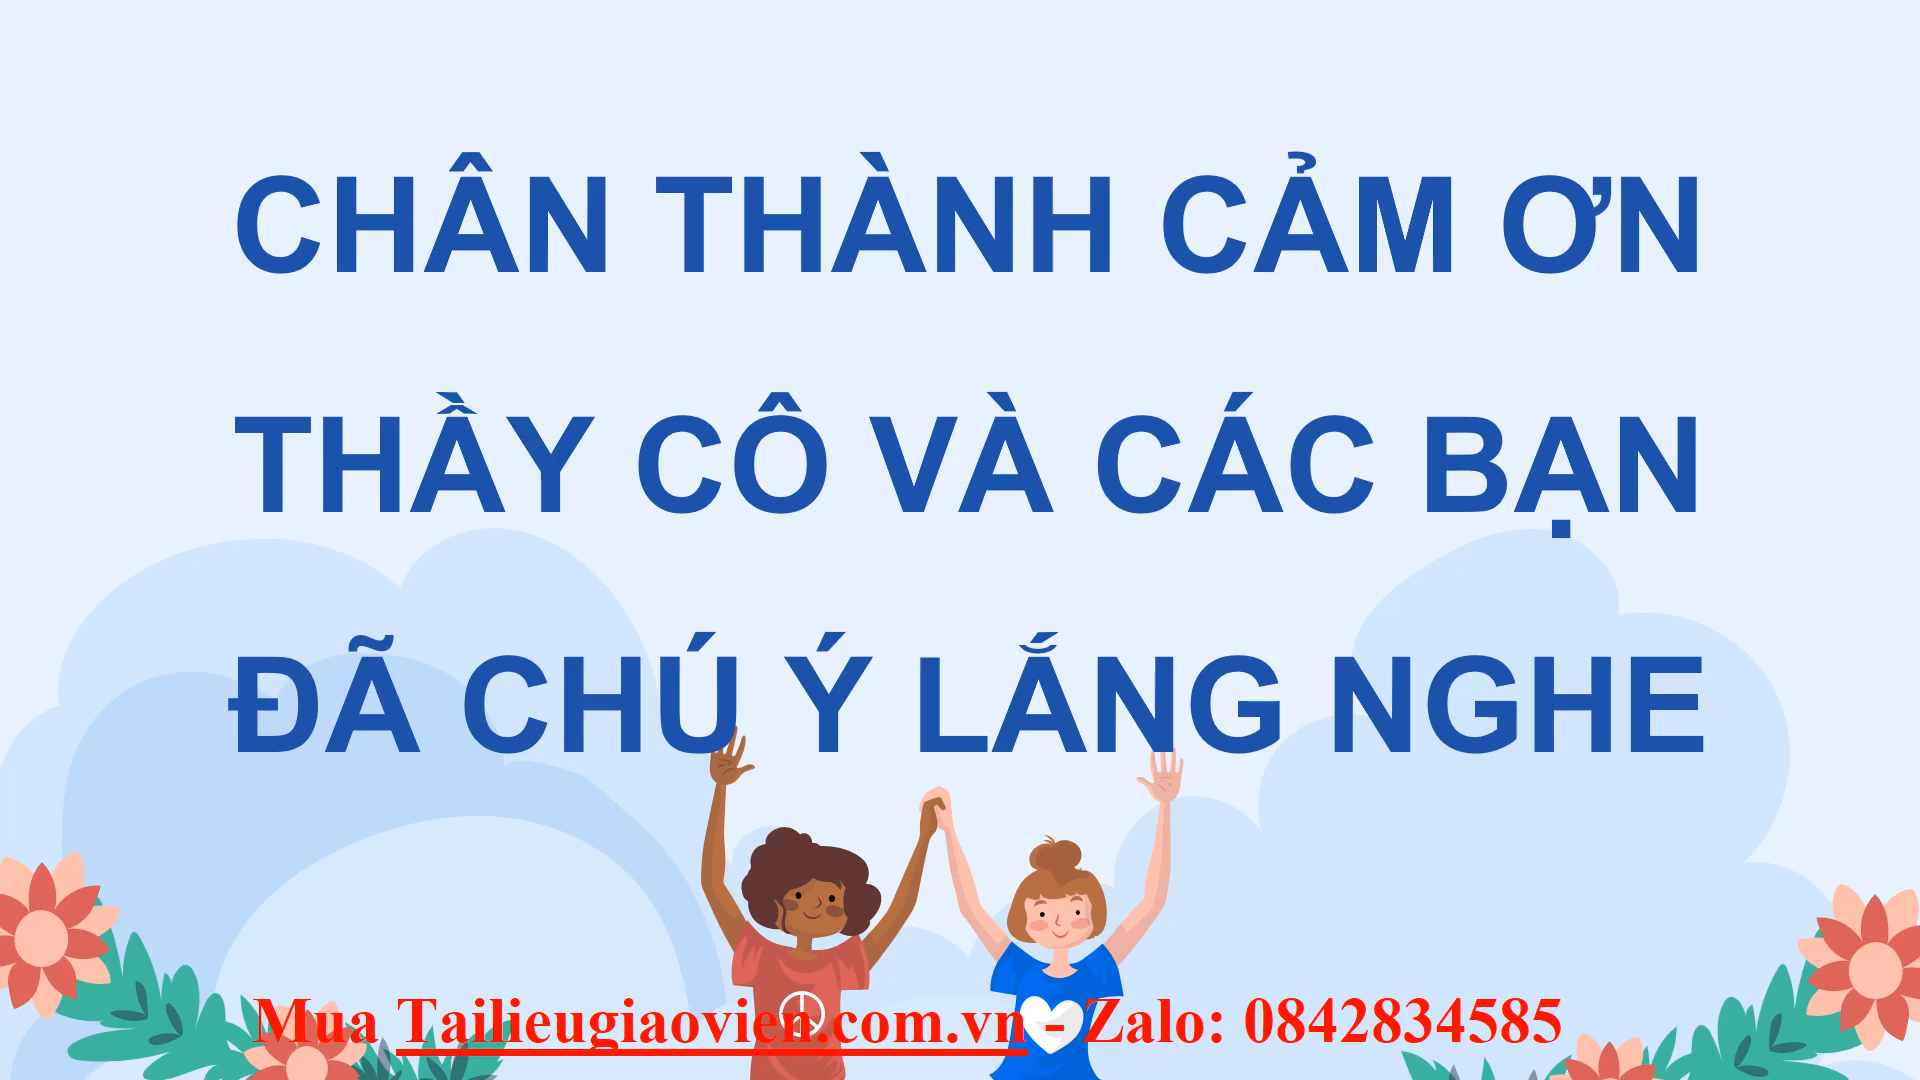 CHÂN THÀNH CẢM ƠN
THẦY CÔ VÀ CÁC BẠN
ĐÃ CHÚ Ý LẮNG NGHE
Mua Tailieugiaovien.com.vn - Zalo: 0842834585